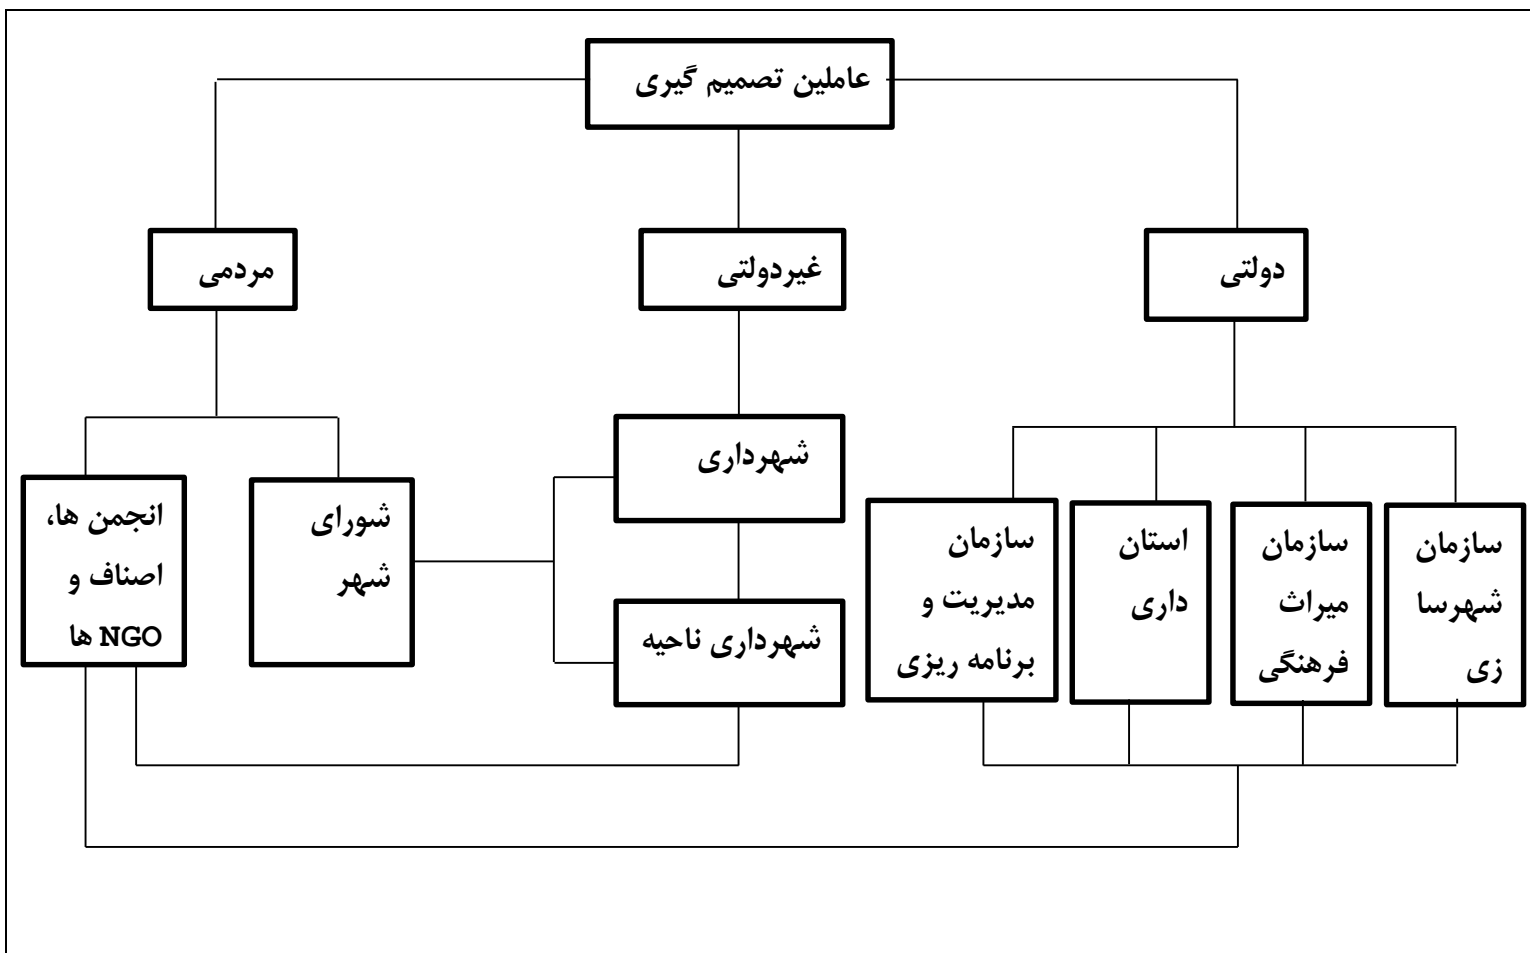 عاملین تصمیم گیری
دولتی
غیردولتی
مردمی
سازمان
شهرسا
زی
سازمان
میراث
فرهنگی
استان
داری
سازمان
مدیریت و
برنامه ریزی
شهرداری
شهرداری ناحیه
شورای
شهر
انجمن ها،
اصناف و
NGO ها